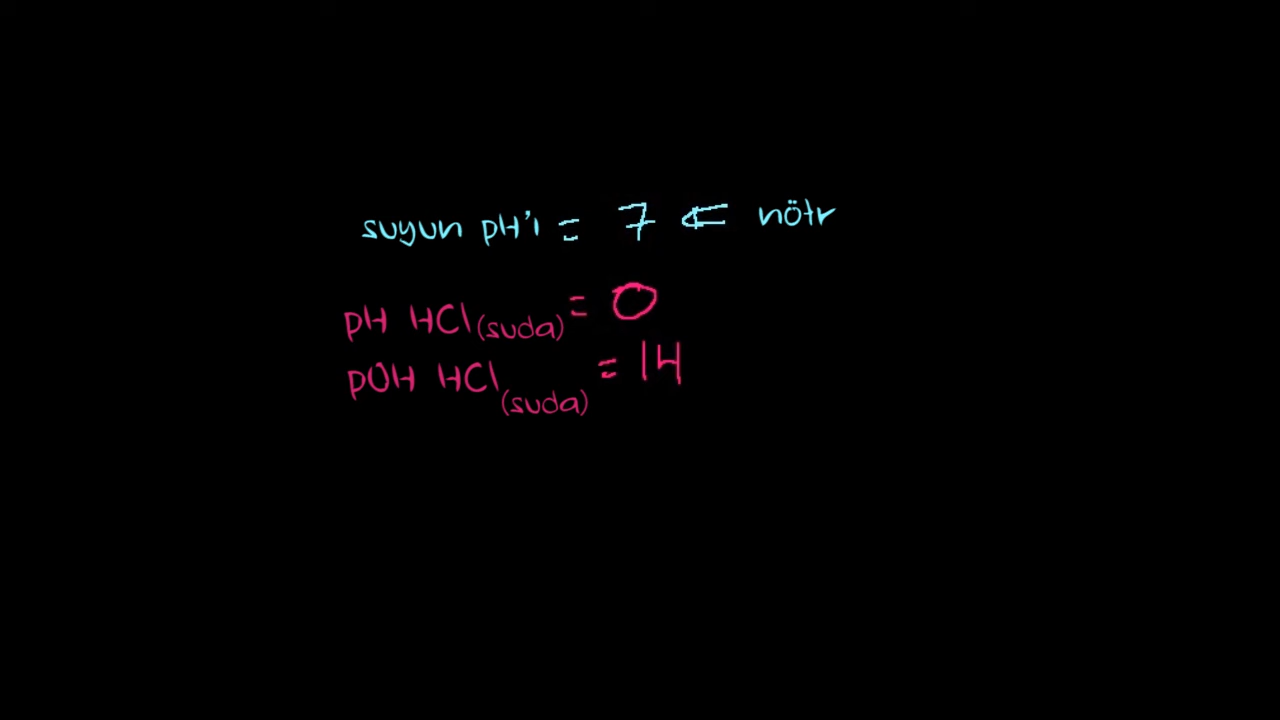 suyun pH'ı = 7 ⇐ nötr
pH HCl(suda) = 0
pOH HCl(suda) = 14